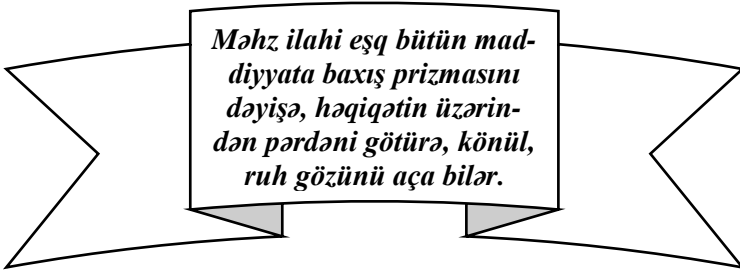 Məhz ilahi eşq bütün mad-
diyyata baxış prizmasını
dəyişə, həqiqətin üzərin-
dən pərdəni götürə, könül,
ruh gözünü aça bilər.